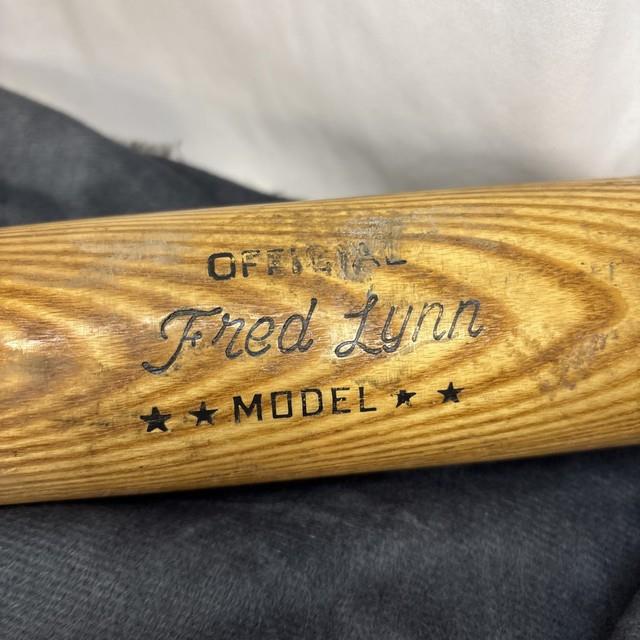 OFFICIAL
Fred Lynn
★ ★ MODEL ★ ★